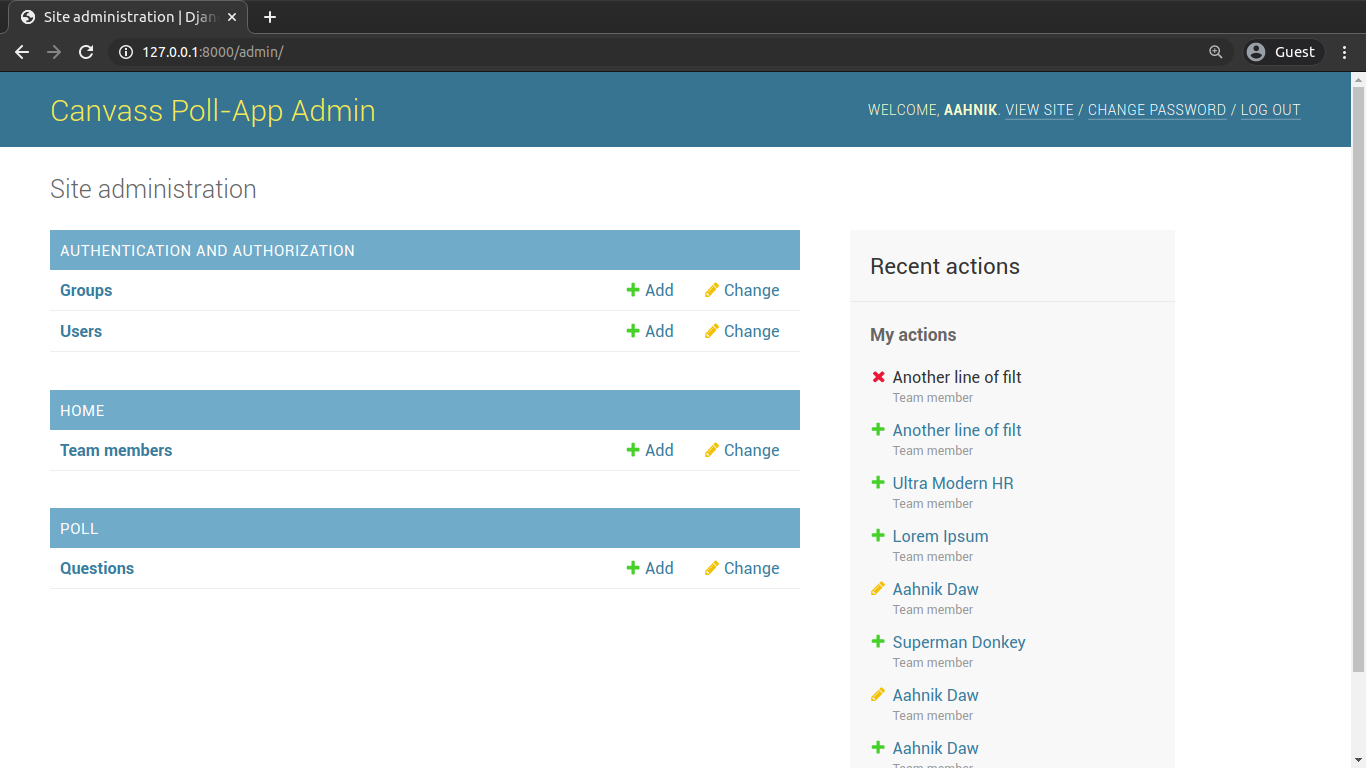 Site administration | Djan
127.0.0.1:8000/admin/
Guest
Canvass Poll-App Admin
WELCOME, AAHNIK. VIEW SITE / CHANGE PASSWORD / LOG OUT
Site administration
AUTHENTICATION AND AUTHORIZATION
Groups Add Change
Users Add Change
HOME
Team members Add Change
POLL
Questions Add Change
Recent actions
My actions
Another line of filt
Team member
Another line of filt
Team member
Ultra Modern HR
Team member
Lorem Ipsum
Team member
Aahnik Daw
Team member
Superman Donkey
Team member
Aahnik Daw
Team member
Aahnik Daw
Team member